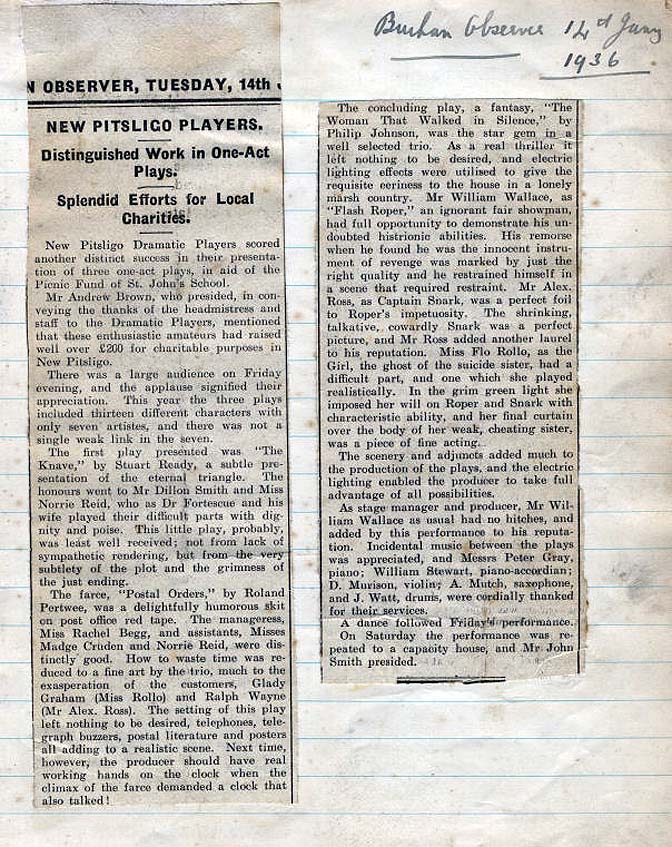 Buchan Observer 14th Jany
1936
N OBSERVER, TUESDAY, 14th
NEW PITSLIGO PLAYERS.
Distinguished Work in One-Act
Plays.
Splendid Efforts for Local
Charities.
New Pitsligo Dramatic Players scored
another distinct success in their presenta-
tion of three one-act plays, in aid of the
Picnic Fund of St. John's School.
Mr Andrew Brown, who presided, in con-
veying the thanks of the headmistress and
staff to the Dramatic Players, mentioned
that these enthusiastic amateurs had raised
well over £200 for charitable purposes in
New Pitsligo.
There was a large audience on Friday
evening, and the applause signified their
appreciation. This year the three plays
included thirteen different characters with
only seven artistes, and there was not a
single weak link in the seven.
The first play presented was "The
Knave," by Stuart Ready, a subtle pre-
sentation of the eternal triangle. The
honours went to Mr Dillon Smith and Miss
Norrie Reid, who as Dr Fortescue and his
wife played their difficult parts with dig-
nity and poise. This little play, probably,
was least well received; not from lack of
sympathetic rendering, but from the very
subtlety of the plot and the grimness of
the just ending.
The farce, "Postal Orders," by Roland
Pertwee, was a delightfully humorous skit
on post office red tape. The manageress,
Miss Rachel Begg, and assistants, Misses
Madge Cruden and Norrie Reid, were dis-
tinctly good. How to waste time was re-
duced to a fine art by the trio, much to the
exasperation of the customers, Glady
Graham (Miss Rollo) and Ralph Wayne
(Mr Alex. Ross). The setting of this play
left nothing to be desired, telephones, tele-
graph buzzers, postal literature and posters
all adding to a realistic scene. Next time,
however, the producer should have real
working hands on the clock when the
climax of the farce demanded a clock that
also talked!
The concluding play, a fantasy, "The
Woman That Walked in Silence," by
Philip Johnson, was the star gem in a
well selected trio. As a real thriller it
left nothing to be desired, and electric
lighting effects were utilised to give the
requisite eeriness to the house in a lonely
marsh country. Mr William Wallace, as
"Flash Roper," an ignorant fair showman,
had full opportunity to demonstrate his un-
doubted histrionic abilities. His remorse
when he found he was the innocent instru-
ment of revenge was marked by just the
right quality and he restrained himself in
a scene that required restraint. Mr Alex.
Ross, as Captain Snark, was a perfect foil
to Roper's impetuosity. The shrinking,
talkative, cowardly Snark was a perfect
picture, and Mr Ross added another laurel
to his reputation. Miss Flo Rollo, as the
Girl, the ghost of the suicide sister, had a
difficult part, and one which she played
realistically. In the grim green light she
imposed her will on Roper and Snark with
characteristic ability, and her final curtain
over the body of her weak, cheating sister,
was a piece of fine acting.
The scenery and adjuncts added much to
the production of the plays, and the electric
lighting enabled the producer to take full
advantage of all possibilities.
As stage manager and producer, Mr Wil-
liam Wallace as usual had no hitches, and
added by this performance to his reputa-
tion. Incidental music between the plays
was appreciated, and Messrs Peter Gray,
piano; William Stewart, piano-accordian;
D. Murison, violin; A. Mutch, saxophone,
and J. Watt, drums, were cordially thanked
for their services.
A dance followed Friday's performance.
On Saturday the performance was re-
peated to a capacity house, and Mr John
Smith presided.